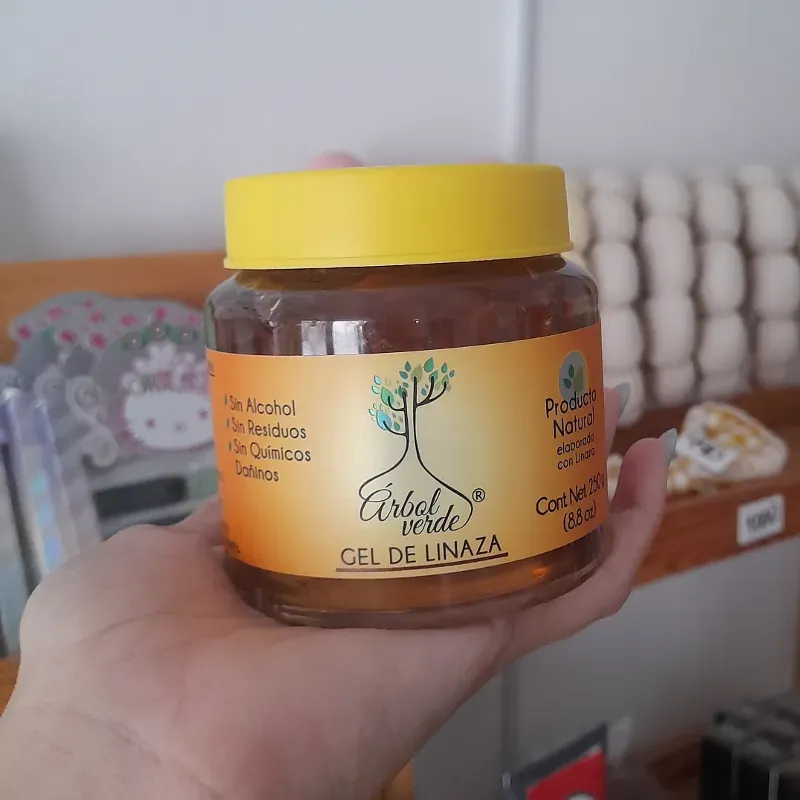 Sin Alcohol
Sin Residuos
Sin Químicos
Dañinos
Árbol
verde®
GEL DE LINAZA
Producto
Natural
elaborado
con Linaza
Cont Net 250g
(8.8 oz)